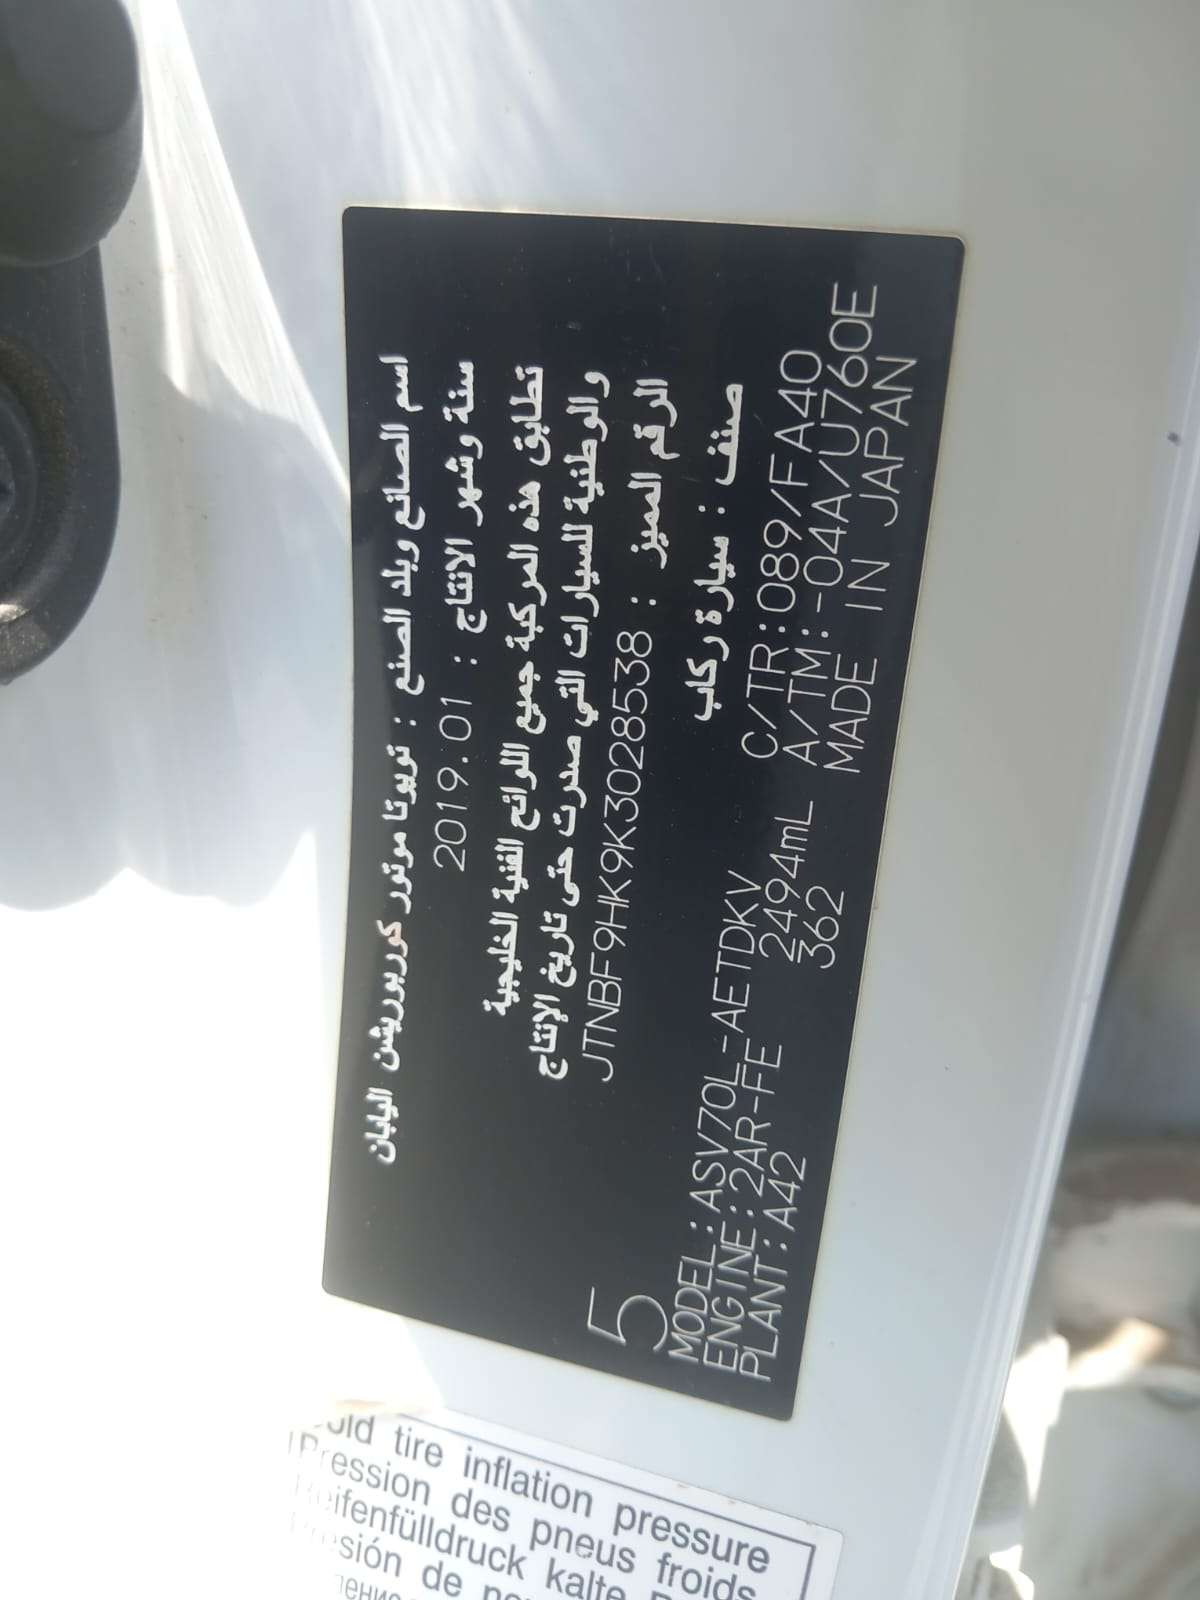 اسم الصانع وبلد الصنع : تويوتا موتور كوربوريشن اليابان
سنة وشهر الانتاج : 2019.01
تطابق هذه المركبة جميع اللوائح الفنية الخليجية
والوطنية للسيارات التي صدرت حتى تاريخ الإنتاج
الرقم المميز : JTNBF9HK9K3028538
صنف : سيارة ركاب
5
MODEL:ASV70L-AETDKV C/TR:089/FA40
ENGINE:2AR-FE 2494mL A/TM:-04A/U760E
PLANT:A42 362 MADE IN JAPAN
tire inflation pressure
Pression des pneus froids
Reifenfülldruck kalte
de